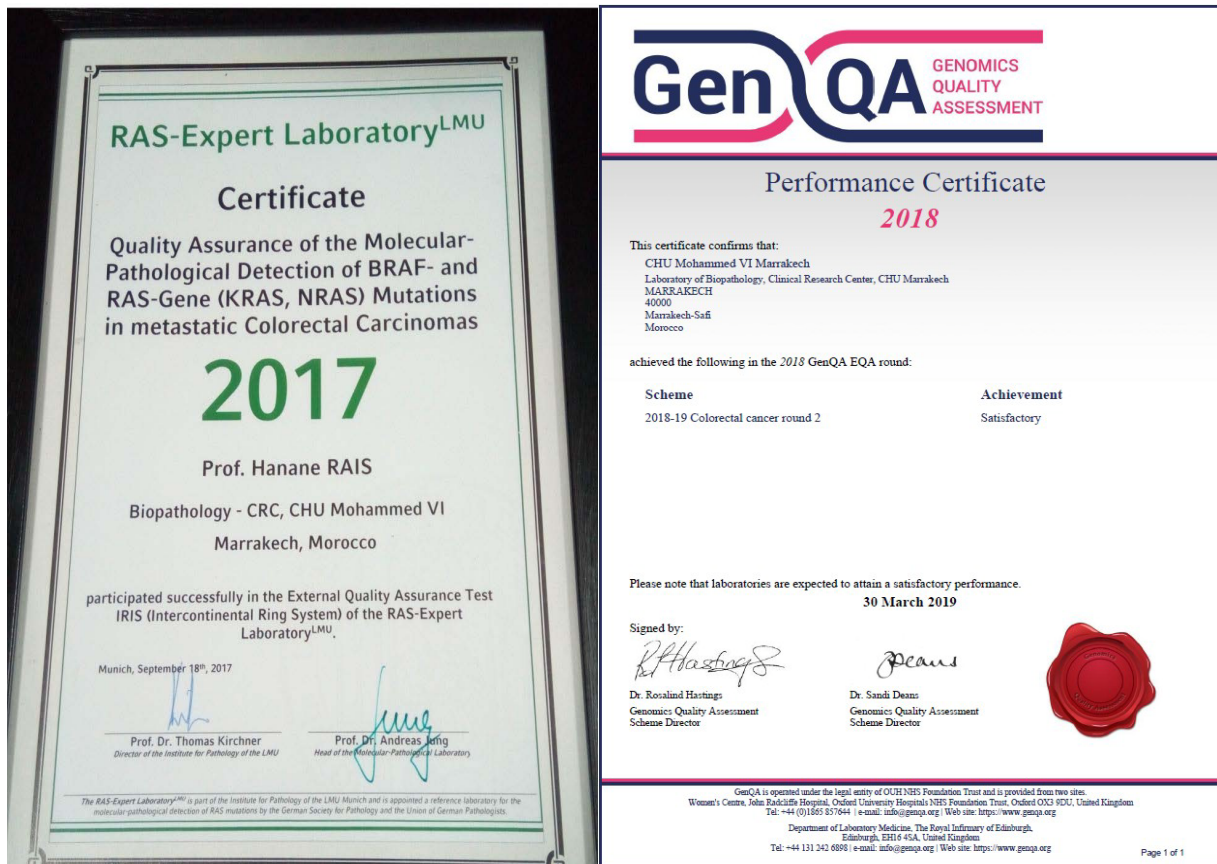 RAS-Expert Laboratory^LMU
Certificate
Quality Assurance of the Molecular-
Pathological Detection of BRAF- and
RAS-Gene (KRAS, NRAS) Mutations
in metastatic Colorectal Carcinomas
2017
Prof. Hanane RAIS
Biopathology - CRC, CHU Mohammed VI
Marrakech, Morocco
participated successfully in the External Quality Assurance Test
IRIS (Intercontinental Ring System) of the RAS-Expert
Laboratory^LMU.
Munich, September 18th, 2017
Prof. Dr. Thomas Kirchner
Director of the Institute for Pathology of the LMU
Prof. Dr. Andreas Jung
Head of the Molecular-Pathological Laboratory
The RAS-Expert Laboratory^LMU is part of the Institute for Pathology of the LMU Munich and is appointed a reference laboratory for the
molecular-pathological detection of RAS mutations by the German Society for Pathology and the Union of German Pathologists.
GenQA
GENOMICS
QUALITY
ASSESSMENT
Performance Certificate
2018
This certificate confirms that:
CHU Mohammed VI Marrakech
Laboratory of Biopathology, Clinical Research Center, CHU Marrakech
MARRAKECH
40000
Marrakech-Safi
Morocco
achieved the following in the 2018 GenQA EQA round:
Scheme Achievement
2018-19 Colorectal cancer round 2 Satisfactory
Please note that laboratories are expected to attain a satisfactory performance.
30 March 2019
Signed by:
Dr. Rosalind Hastings
Genomics Quality Assessment
Scheme Director
Dr. Sandi Deans
Genomics Quality Assessment
Scheme Director
GenQA is operated under the legal entity of OUH NHS Foundation Trust and is provided from two sites.
Women's Centre, John Radcliffe Hospital, Oxford University Hospitals NHS Foundation Trust, Oxford OX3 9DU, United Kingdom
Tel: +44 (0)1865 857644 | e-mail: info@genqa.org | Web site: https://www.genqa.org
Department of Laboratory Medicine, The Royal Infirmary of Edinburgh,
Edinburgh, EH16 4SA, United Kingdom
Tel: +44 131 242 6898 | e-mail: info@genqa.org | Web site: https://www.genqa.org
Page 1 of 1